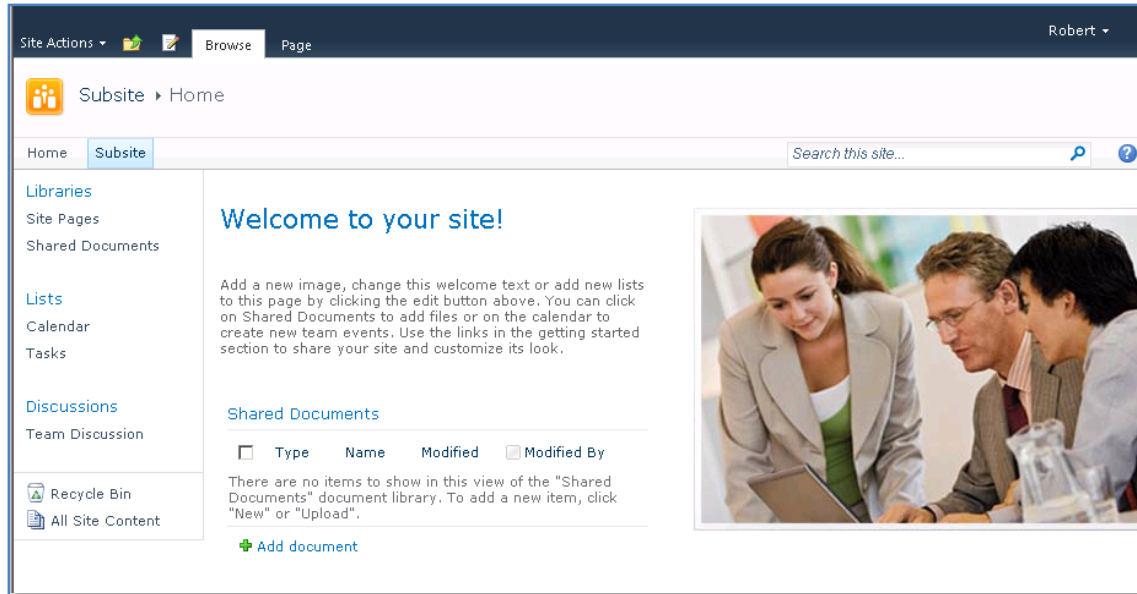 Site Actions Browse Page Robert
Subsite Home
Home Subsite Search this site... ?
Libraries
Site Pages
Shared Documents
Lists
Calendar
Tasks
Discussions
Team Discussion
Recycle Bin
All Site Content
Welcome to your site!
Add a new image, change this welcome text or add new lists
to this page by clicking the edit button above. You can click
on Shared Documents to add files or on the calendar to
create new team events. Use the links in the getting started
section to share your site and customize its look.
Shared Documents
Type Name Modified Modified By
There are no items to show in this view of the "Shared
Documents" document library. To add a new item, click
"New" or "Upload".
Add document